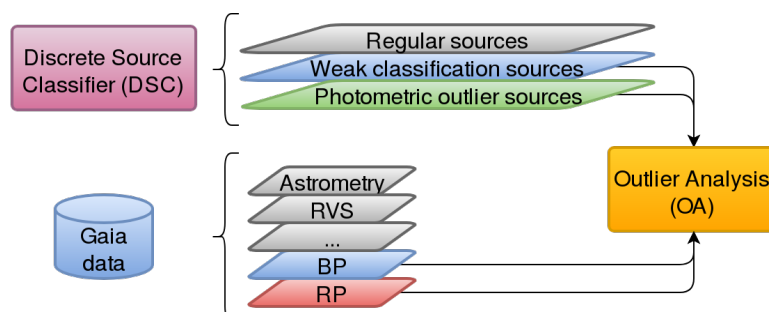 Discrete Source
Classifier (DSC)
Regular sources
Weak classification sources
Photometric outlier sources
Gaia
data
Astrometry
RVS
...
BP
RP
Outlier Analysis
(OA)